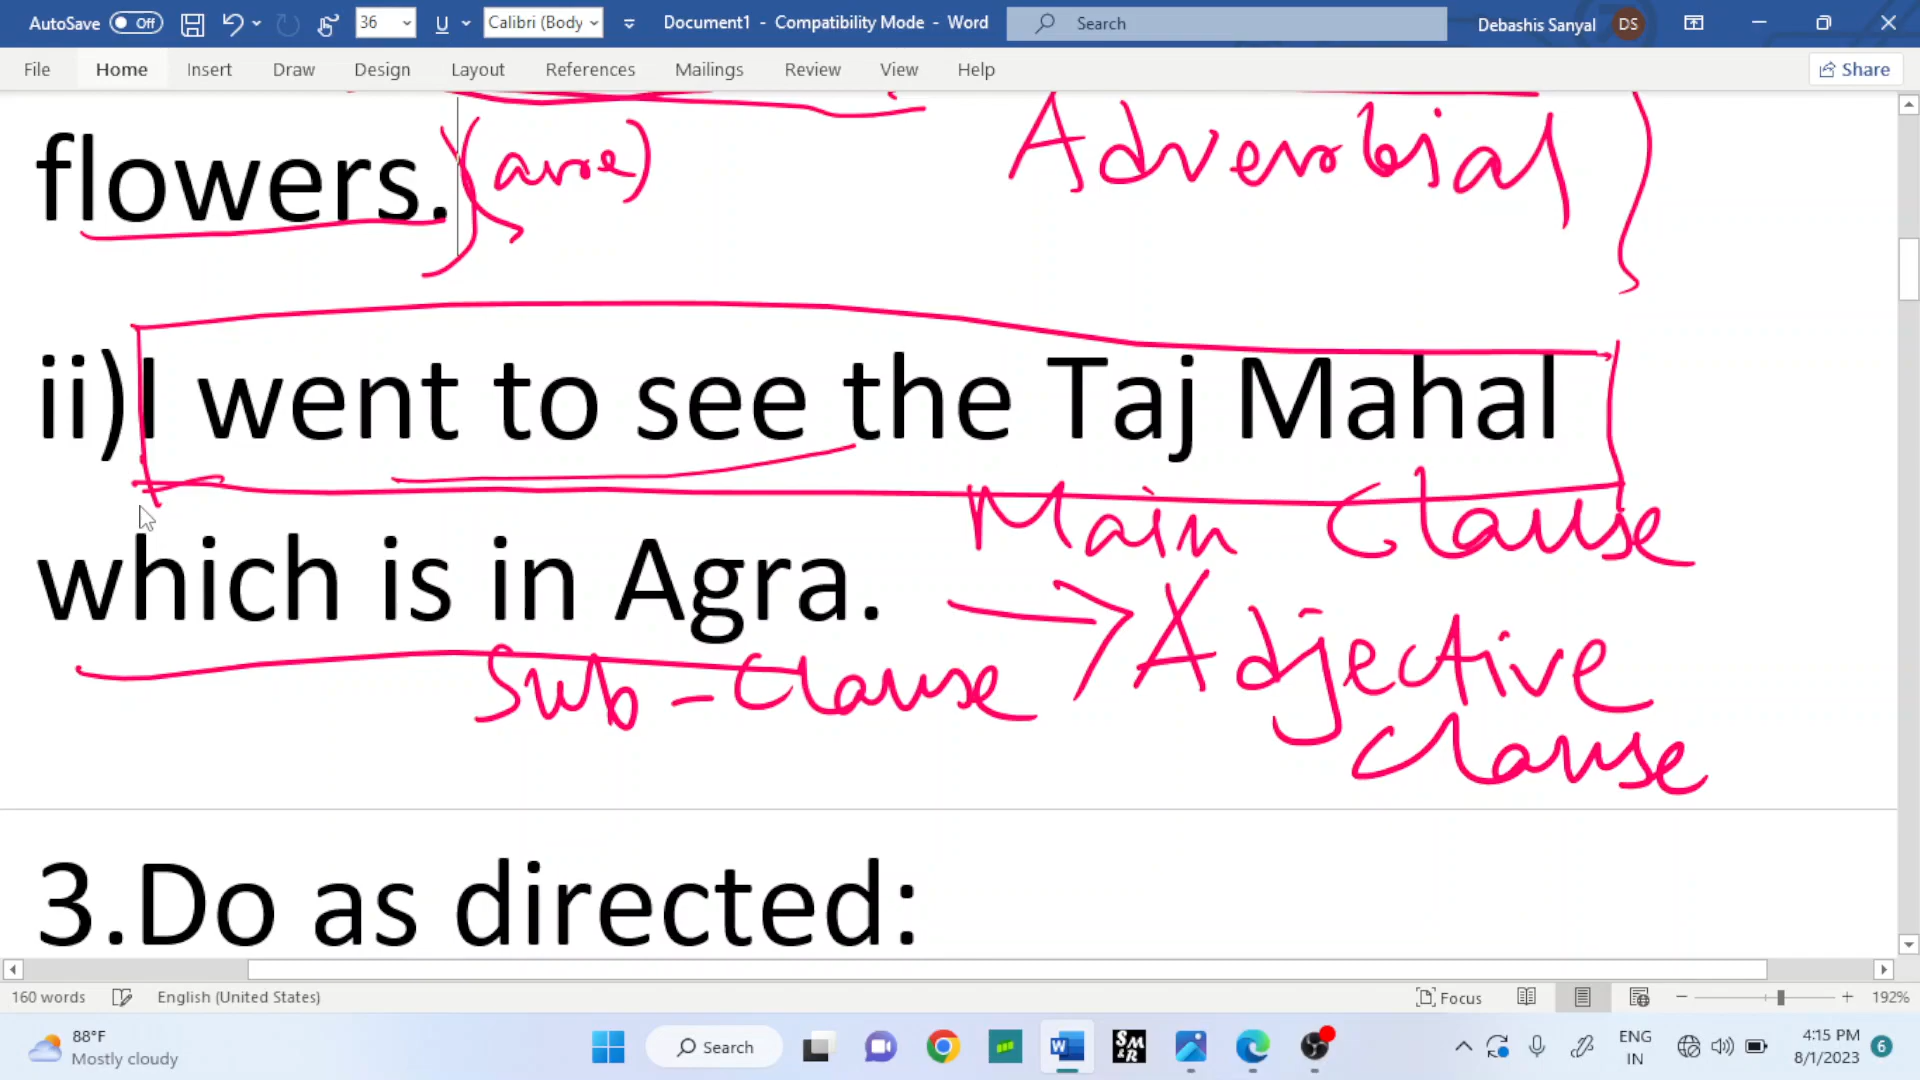 AutoSave Off 36 U Calibri (Body Document1 - Compatibility Mode - Word Search Debashis Sanyal DS
File Home Insert Draw Design Layout References Mailings Review View Help Share
flowers. (are) Adverbial
ii)I went to see the Taj Mahal
Main Clause
which is in Agra. Adjective
Sub-Clause Clause
3.Do as directed:
160 words English (United States) Focus 192%
88°F
Mostly cloudy
Search
SM
&R
ENG
IN
4:15 PM
8/1/2023
6